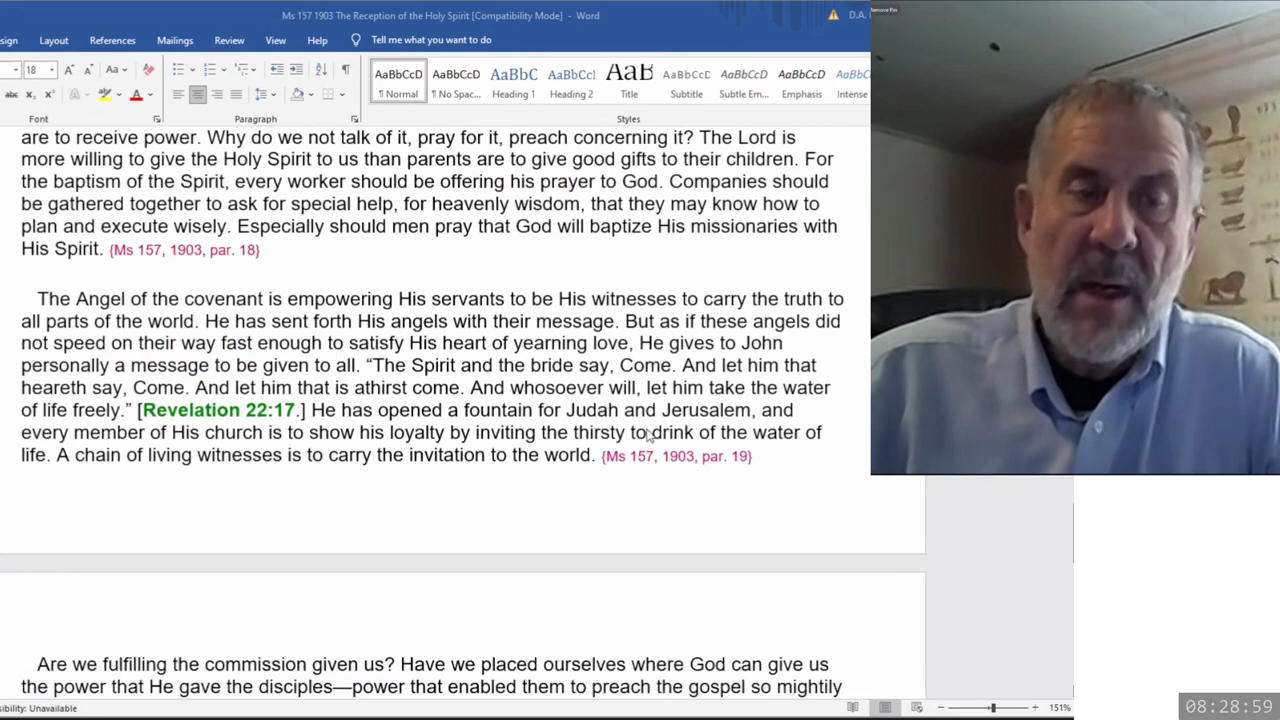 Ms 157 1903 The Reception of the Holy Spirit [Compatibility Mode] - Word
D.A.
Remove Pin
sign Layout References Mailings Review View Help Tell me what you want to do
18 Aa
abc x₂ x² A A
AaBbCcD AaBbCcD AaBbC AaBbCcI AaB AaBbCcD AaBbCcD AaBbCcD AaBbCc
¶ Normal ¶ No Spac... Heading 1 Heading 2 Title Subtitle Subtle Em... Emphasis Intense
Font Paragraph Styles
are to receive power. Why do we not talk of it, pray for it, preach concerning it? The Lord is
more willing to give the Holy Spirit to us than parents are to give good gifts to their children. For
the baptism of the Spirit, every worker should be offering his prayer to God. Companies should
be gathered together to ask for special help, for heavenly wisdom, that they may know how to
plan and execute wisely. Especially should men pray that God will baptize His missionaries with
His Spirit. {Ms 157, 1903, par. 18}
The Angel of the covenant is empowering His servants to be His witnesses to carry the truth to
all parts of the world. He has sent forth His angels with their message. But as if these angels did
not speed on their way fast enough to satisfy His heart of yearning love, He gives to John
personally a message to be given to all. “The Spirit and the bride say, Come. And let him that
heareth say, Come. And let him that is athirst come. And whosoever will, let him take the water
of life freely.” [Revelation 22:17.] He has opened a fountain for Judah and Jerusalem, and
every member of His church is to show his loyalty by inviting the thirsty to drink of the water of
life. A chain of living witnesses is to carry the invitation to the world. {Ms 157, 1903, par. 19}
Are we fulfilling the commission given us? Have we placed ourselves where God can give us
the power that He gave the disciples—power that enabled them to preach the gospel so mightily
sibility: Unavailable
151%
08:28:59